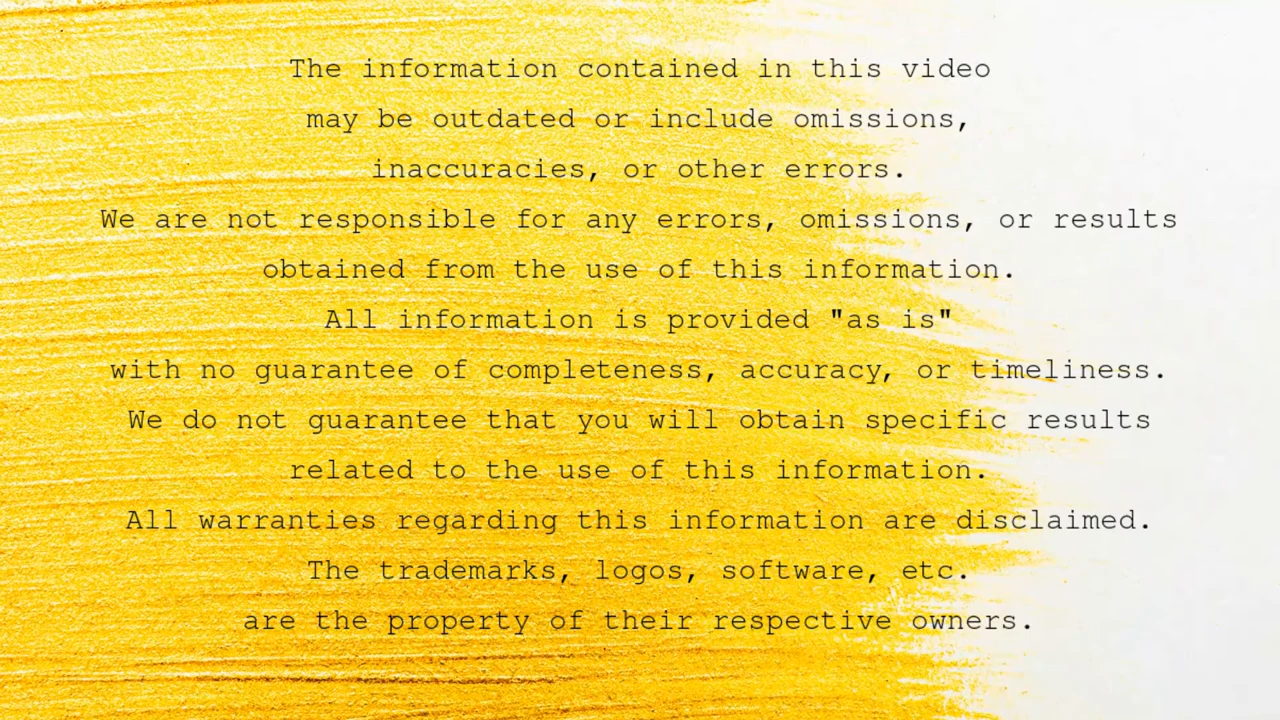 The information contained in this video
may be outdated or include omissions,
inaccuracies, or other errors.
We are not responsible for any errors, omissions, or results
obtained from the use of this information.
All information is provided "as is"
with no guarantee of completeness, accuracy, or timeliness.
We do not guarantee that you will obtain specific results
related to the use of this information.
All warranties regarding this information are disclaimed.
The trademarks, logos, software, etc.
are the property of their respective owners.